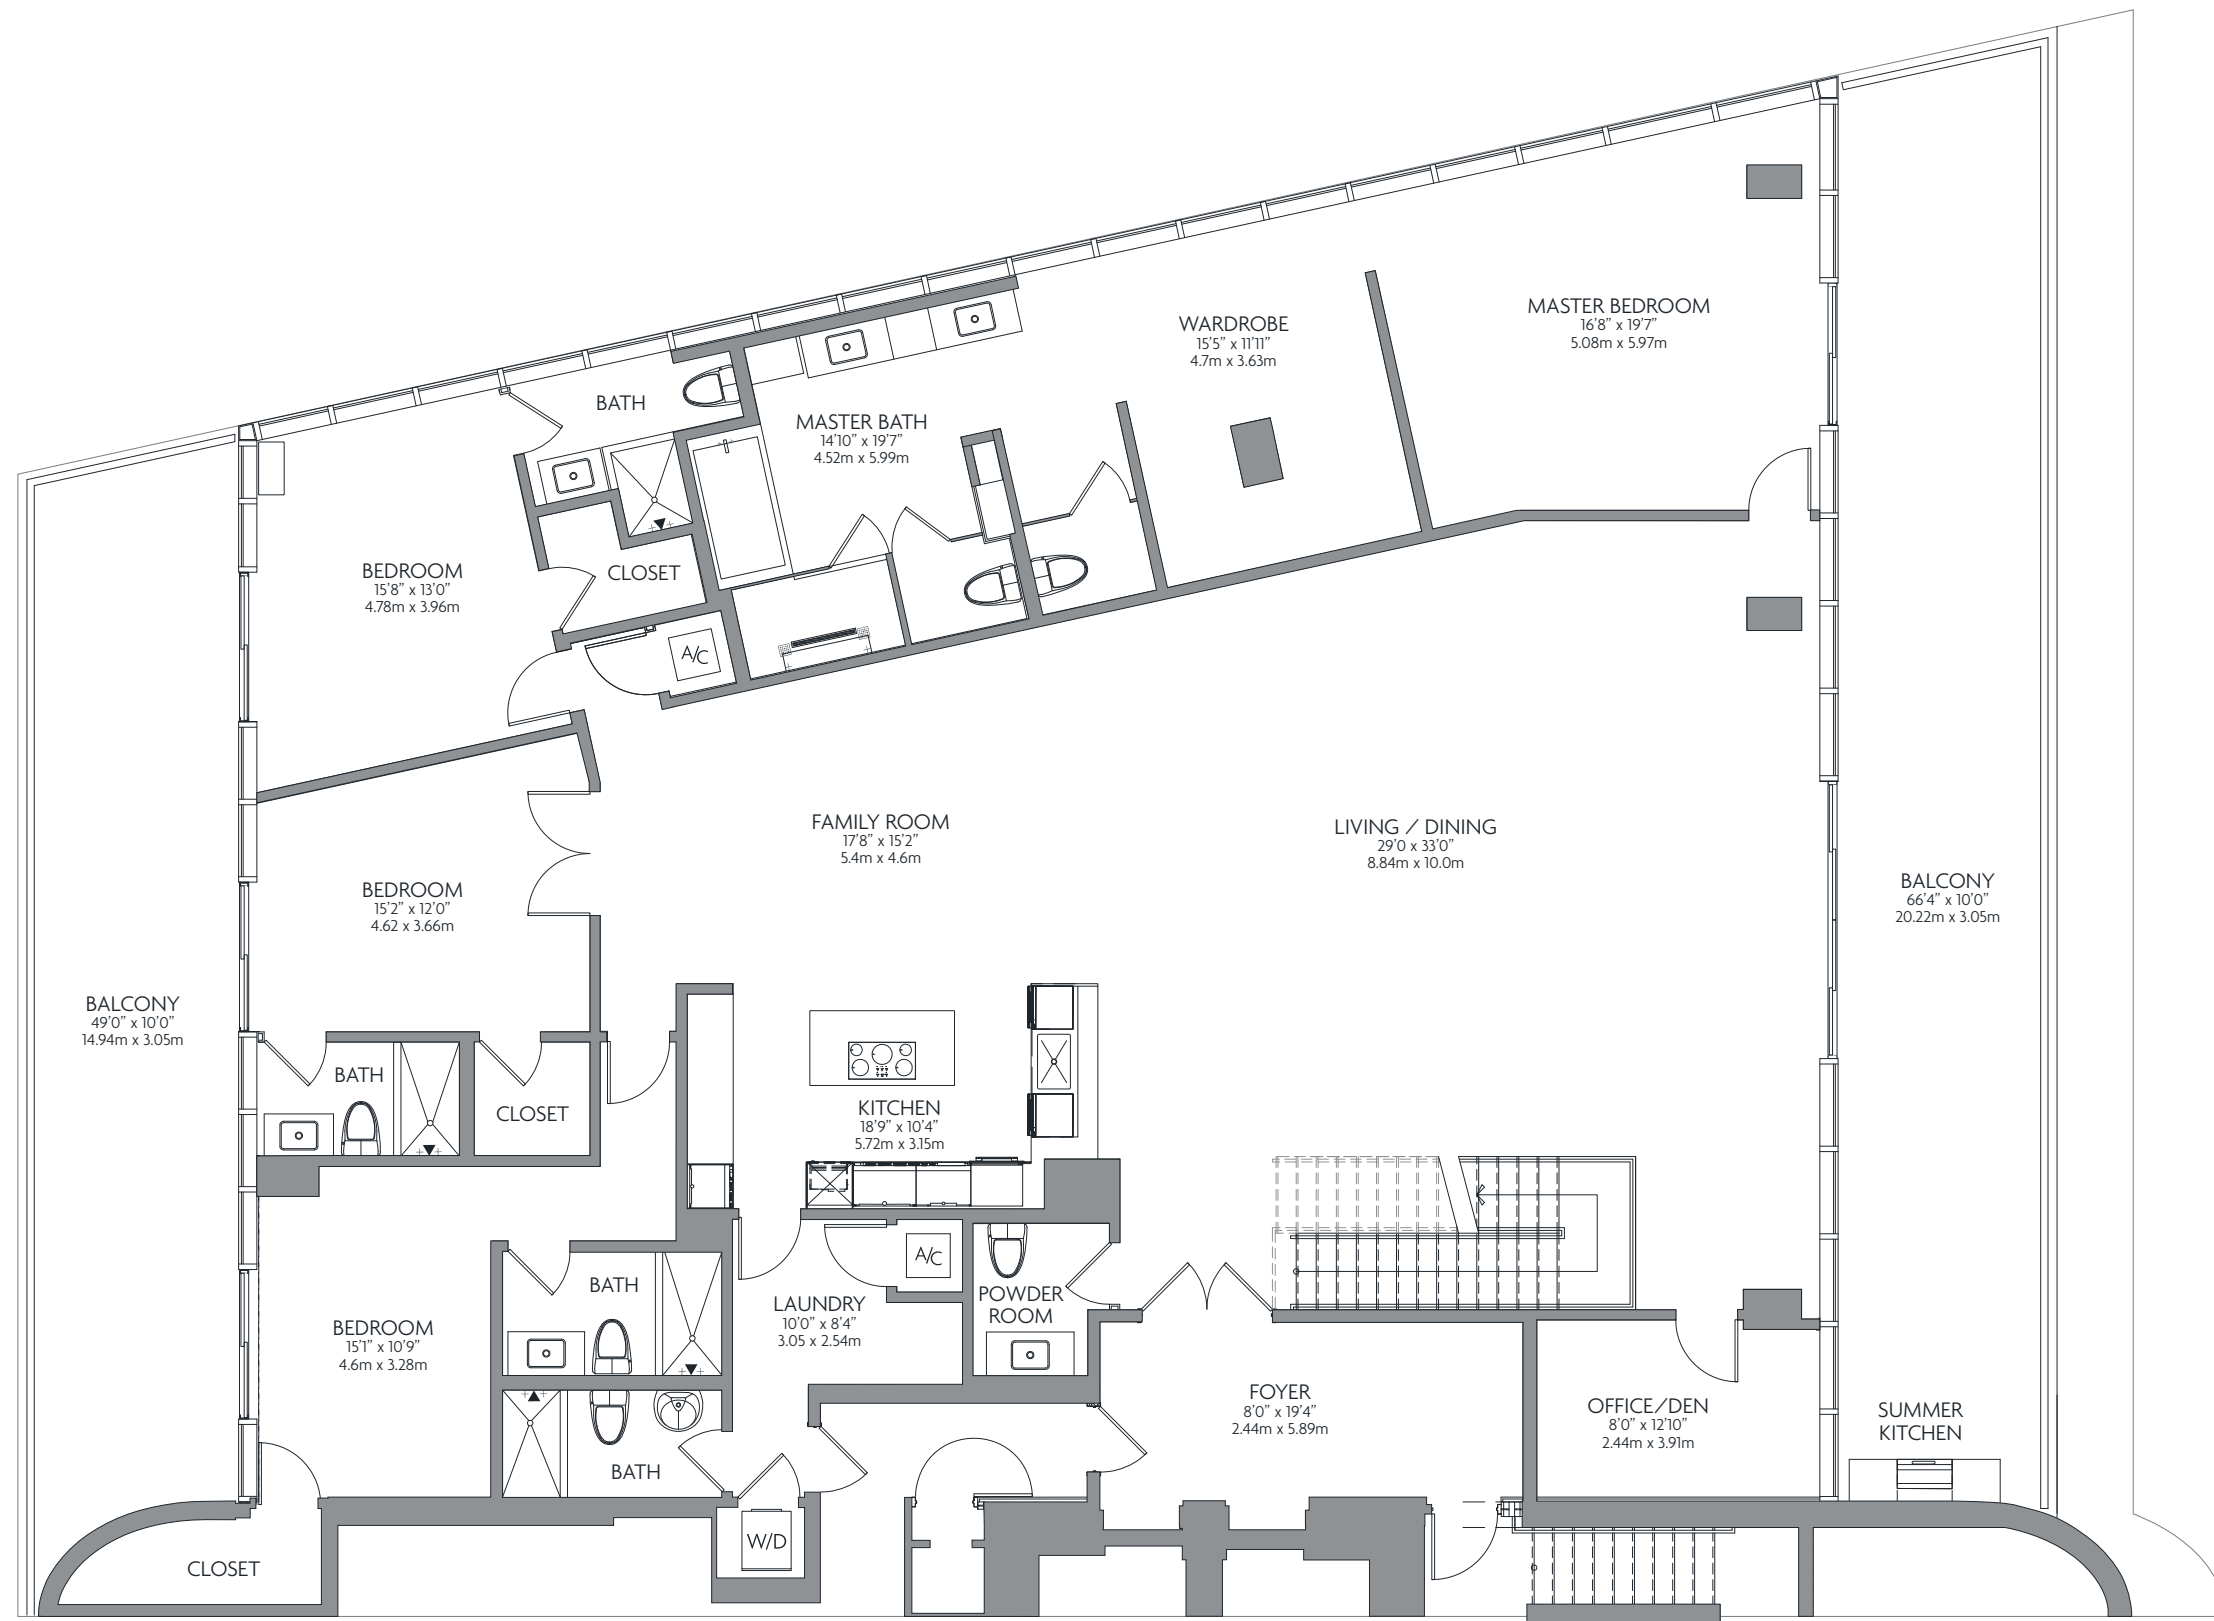 MASTER BEDROOM
16'8" x 19'7"
5.08m x 5.97m
WARDROBE
15'5" x 11'11"
4.7m x 3.63m
BATH
MASTER BATH
14'10" x 19'7"
4.52m x 5.99m
BEDROOM
15'8" x 13'0"
4.78m x 3.96m
CLOSET
A/C
FAMILY ROOM
17'8" x 15'2"
5.4m x 4.6m
LIVING / DINING
29'0 x 33'0"
8.84m x 10.0m
BEDROOM
15'2" x 12'0"
4.62 x 3.66m
BALCONY
66'4" x 10'0"
20.22m x 3.05m
BALCONY
49'0" x 10'0"
14.94m x 3.05m
BATH
CLOSET
KITCHEN
18'9" x 10'4"
5.72m x 3.15m
A/C
BATH
POWDER
ROOM
LAUNDRY
10'0" x 8'4"
3.05 x 2.54m
BEDROOM
15'1" x 10'9"
4.6m x 3.28m
FOYER
8'0" x 19'4"
2.44m x 5.89m
OFFICE/DEN
8'0" x 12'10"
2.44m x 3.91m
SUMMER
KITCHEN
BATH
W/D
CLOSET